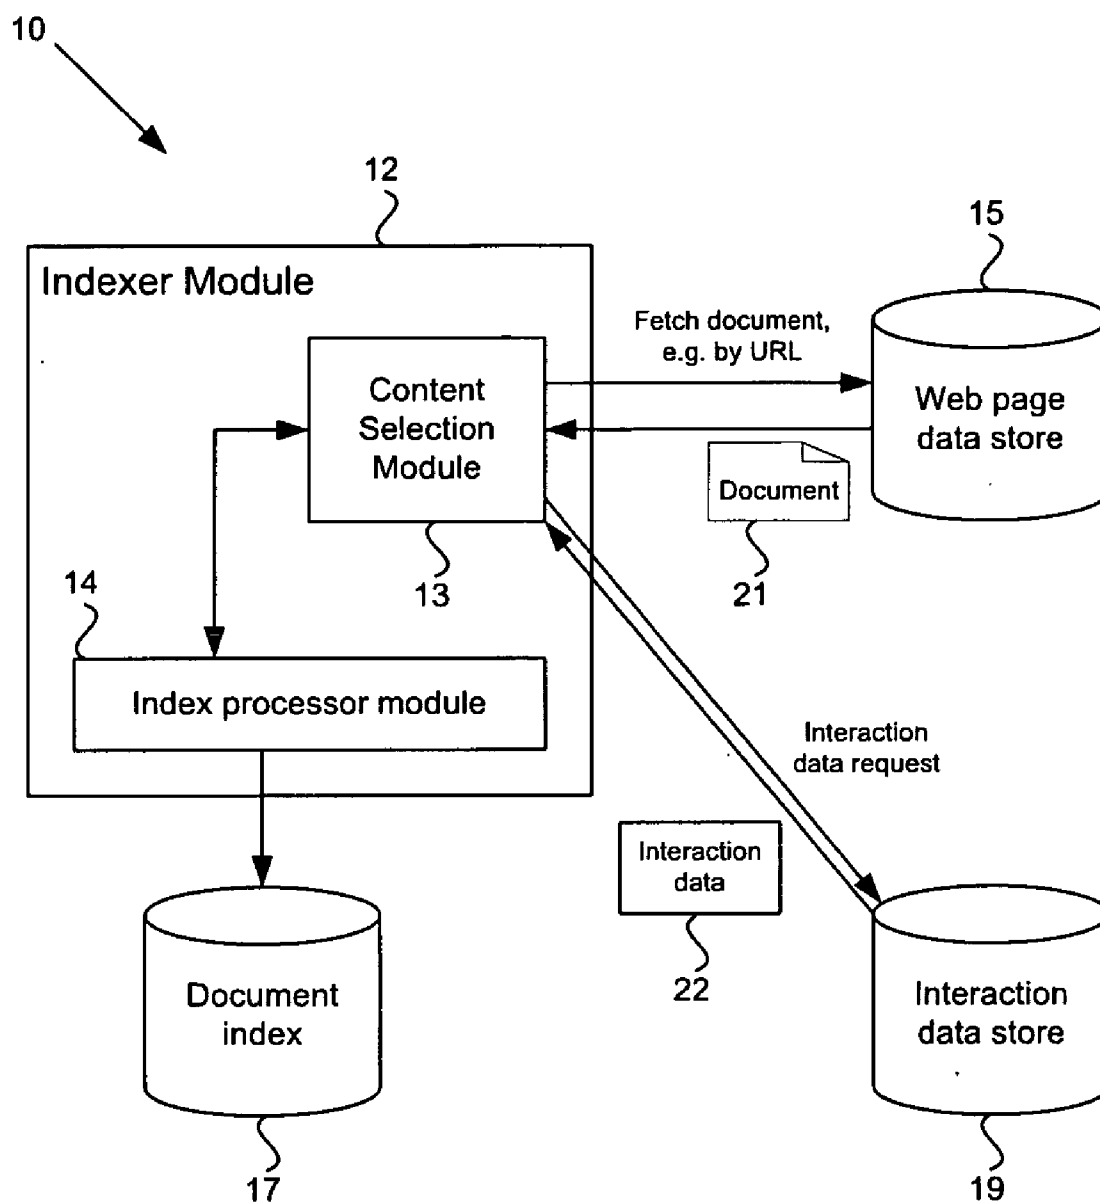 10
12
15
Indexer Module
Fetch document,
e.g. by URL
Content
Selection
Module
Web page
data store
Document
14
13
21
Index processor module
Interaction
data request
Interaction
data
22
Document
index
Interaction
data store
17
19